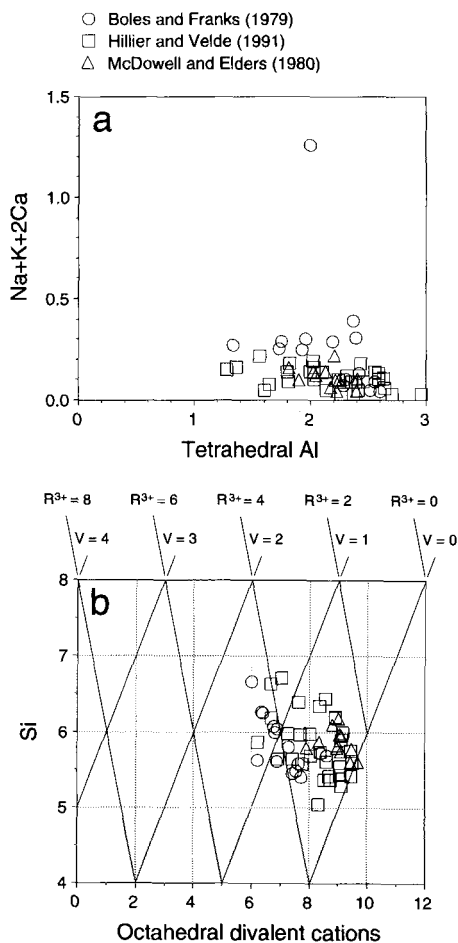 Boles and Franks (1979)
Hillier and Velde (1991)
McDowell and Elders (1980)
a
1.5
1.0
0.5
0.0
Na+K+2Ca
0 1 2 3
Tetrahedral Al
R³⁺ = 8 R³⁺ = 6 R³⁺ = 4 R³⁺ = 2 R³⁺ = 0
V = 4 V = 3 V = 2 V = 1 V = 0
b
8
7
6
5
4
Si
0 2 4 6 8 10 12
Octahedral divalent cations